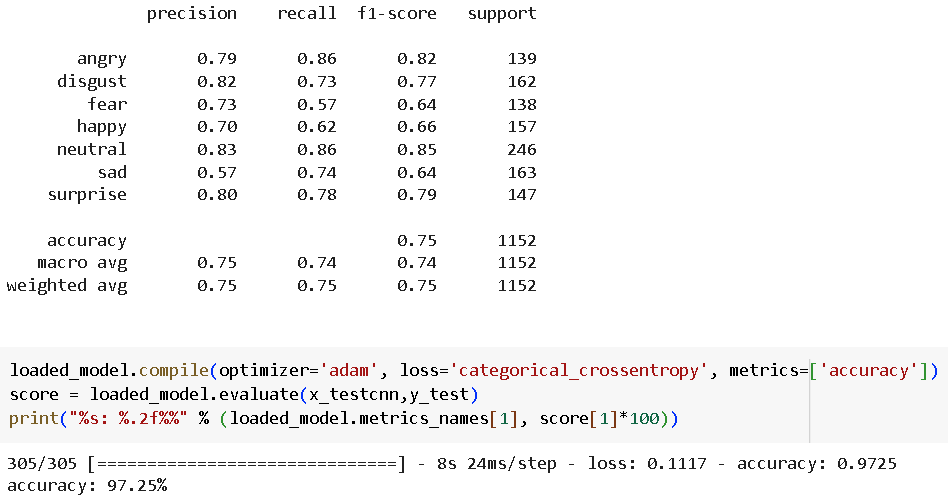 precision recall f1-score support
angry 0.79 0.86 0.82 139
disgust 0.82 0.73 0.77 162
fear 0.73 0.57 0.64 138
happy 0.70 0.62 0.66 157
neutral 0.83 0.86 0.85 246
sad 0.57 0.74 0.64 163
surprise 0.80 0.78 0.79 147
accuracy 0.75 1152
macro avg 0.75 0.74 0.74 1152
weighted avg 0.75 0.75 0.75 1152
loaded_model.compile(optimizer='adam', loss='categorical_crossentropy', metrics=['accuracy'])
score = loaded_model.evaluate(x_testcnn,y_test)
print("%s: %.2f%%" % (loaded_model.metrics_names[1], score[1]*100))
305/305 [==============================] - 8s 24ms/step - loss: 0.1117 - accuracy: 0.9725
accuracy: 97.25%